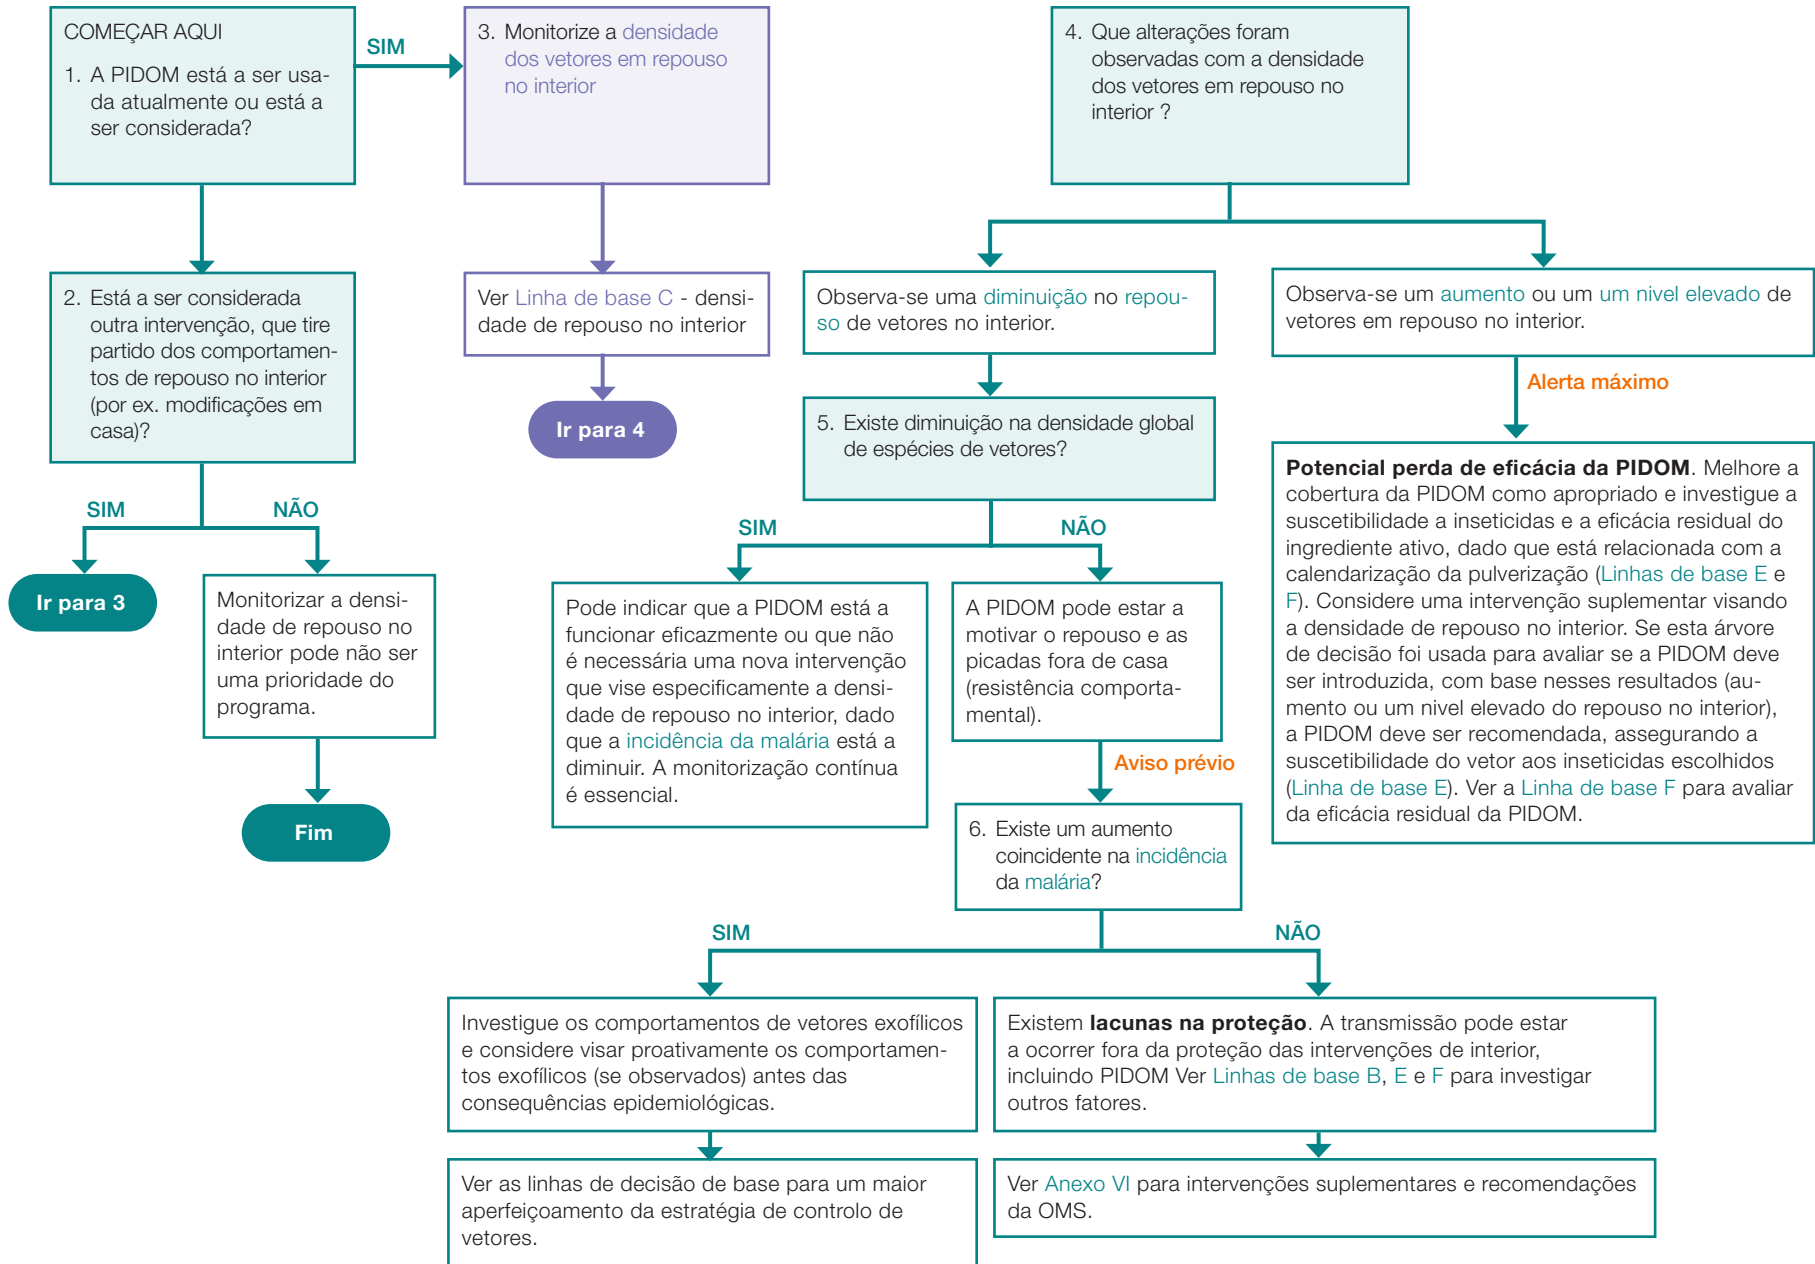 COMEÇAR AQUI
1. A PIDOM está a ser usa-
da atualmente ou está a
ser considerada?
SIM
2. Está a ser considerada
outra intervenção, que tire
partido dos comportamen-
tos de repouso no interior
(por ex. modificações em
casa)?
SIM
NÃO
Ir para 3
Monitorizar a densi-
dade de repouso no
interior pode não ser
uma prioridade do
programa.
Fim
3. Monitorize a densidade
dos vetores em repouso
no interior
Ver Linha de base C - densi-
dade de repouso no interior
Ir para 4
4. Que alterações foram
observadas com a densidade
dos vetores em repouso no
interior ?
Observa-se uma diminuição no repou-
so de vetores no interior.
Observa-se um aumento ou um um nivel elevado de
vetores em repouso no interior.
Alerta máximo
Potencial perda de eficácia da PIDOM. Melhore a
cobertura da PIDOM como apropriado e investigue a
suscetibilidade a inseticidas e a eficácia residual do
ingrediente ativo, dado que está relacionada com a
calendarização da pulverização (Linhas de base E e
F). Considere uma intervenção suplementar visando
a densidade de repouso no interior. Se esta árvore
de decisão foi usada para avaliar se a PIDOM deve
ser introduzida, com base nesses resultados (au-
mento ou um nivel elevado do repouso no interior),
a PIDOM deve ser recomendada, assegurando a
suscetibilidade do vetor aos inseticidas escolhidos
(Linha de base E). Ver a Linha de base F para avaliar
da eficácia residual da PIDOM.
5. Existe diminuição na densidade global
de espécies de vetores?
SIM
NÃO
Pode indicar que a PIDOM está a
funcionar eficazmente ou que não
é necessária uma nova intervenção
que vise especificamente a densi-
dade de repouso no interior, dado
que a incidência da malária está a
diminuir. A monitorização contínua
é essencial.
A PIDOM pode estar a
motivar o repouso e as
picadas fora de casa
(resistência comporta-
mental).
Aviso prévio
6. Existe um aumento
coincidente na incidência
da malária?
SIM
NÃO
Investigue os comportamentos de vetores exofílicos
e considere visar proativamente os comportamen-
tos exofílicos (se observados) antes das
consequências epidemiológicas.
Ver as linhas de decisão de base para um maior
aperfeiçoamento da estratégia de controlo de
vetores.
Existem lacunas na proteção. A transmissão pode estar
a ocorrer fora da proteção das intervenções de interior,
incluindo PIDOM Ver Linhas de base B, E e F para investigar
outros fatores.
Ver Anexo VI para intervenções suplementares e recomendações
da OMS.